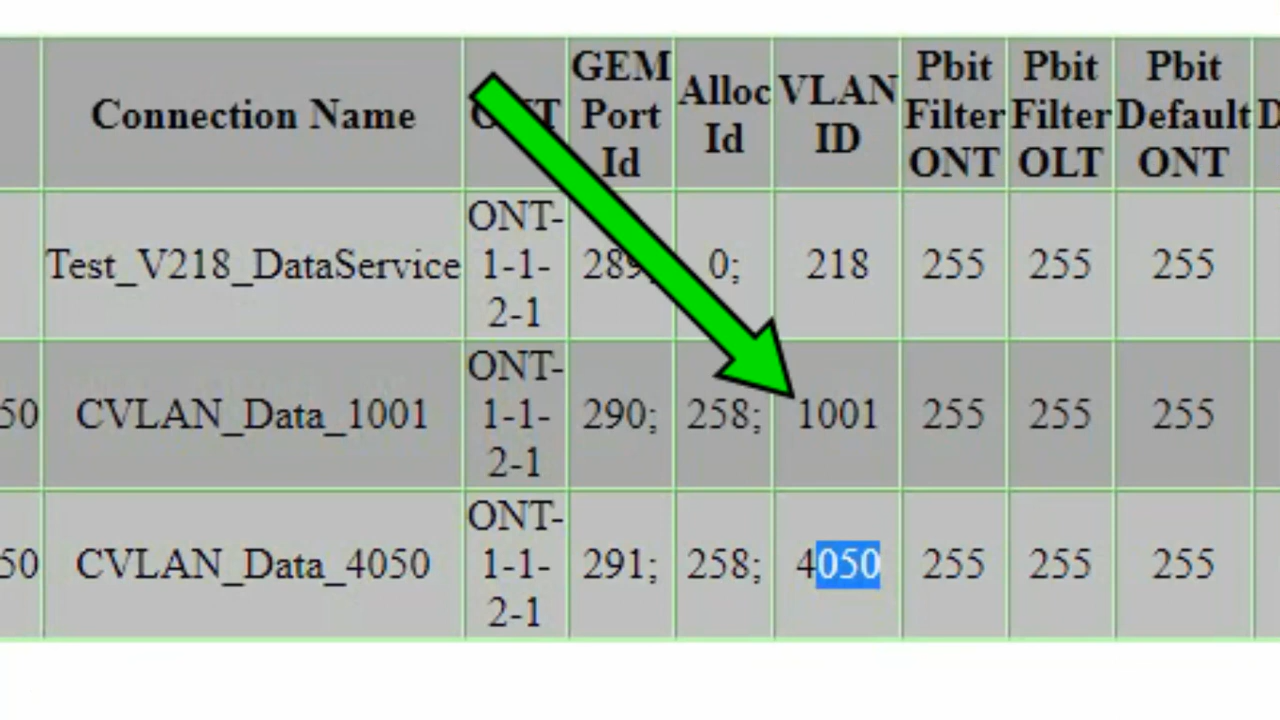 Connection Name
GEM Port Id
Alloc Id
VLAN ID
Pbit Filter ONT
Pbit Filter OLT
Pbit Default ONT
Test_V218_DataService ONT-1-1-2-1 0; 218 255 255 255
50 CVLAN_Data_1001 ONT-1-1-2-1 290; 258; 1001 255 255 255
50 CVLAN_Data_4050 ONT-1-1-2-1 291; 258; 4050 255 255 255